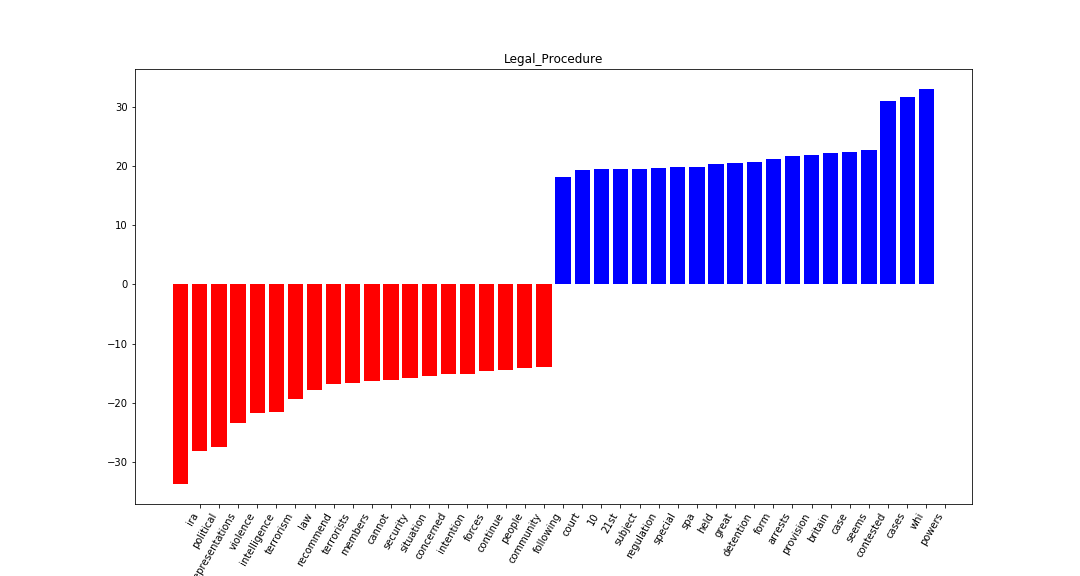 Legal_Procedure
30
20
10
0
−10
−20
−30
ira
political
epresentations
violence
intelligence
terrorism
law
recommend
terrorists
members
cannot
security
situation
concerned
intention
forces
continue
people
community
following
court
10
21st
subject
regulation
special
spa
held
great
detention
form
arrests
provision
britain
case
seems
contested
cases
whi
powers